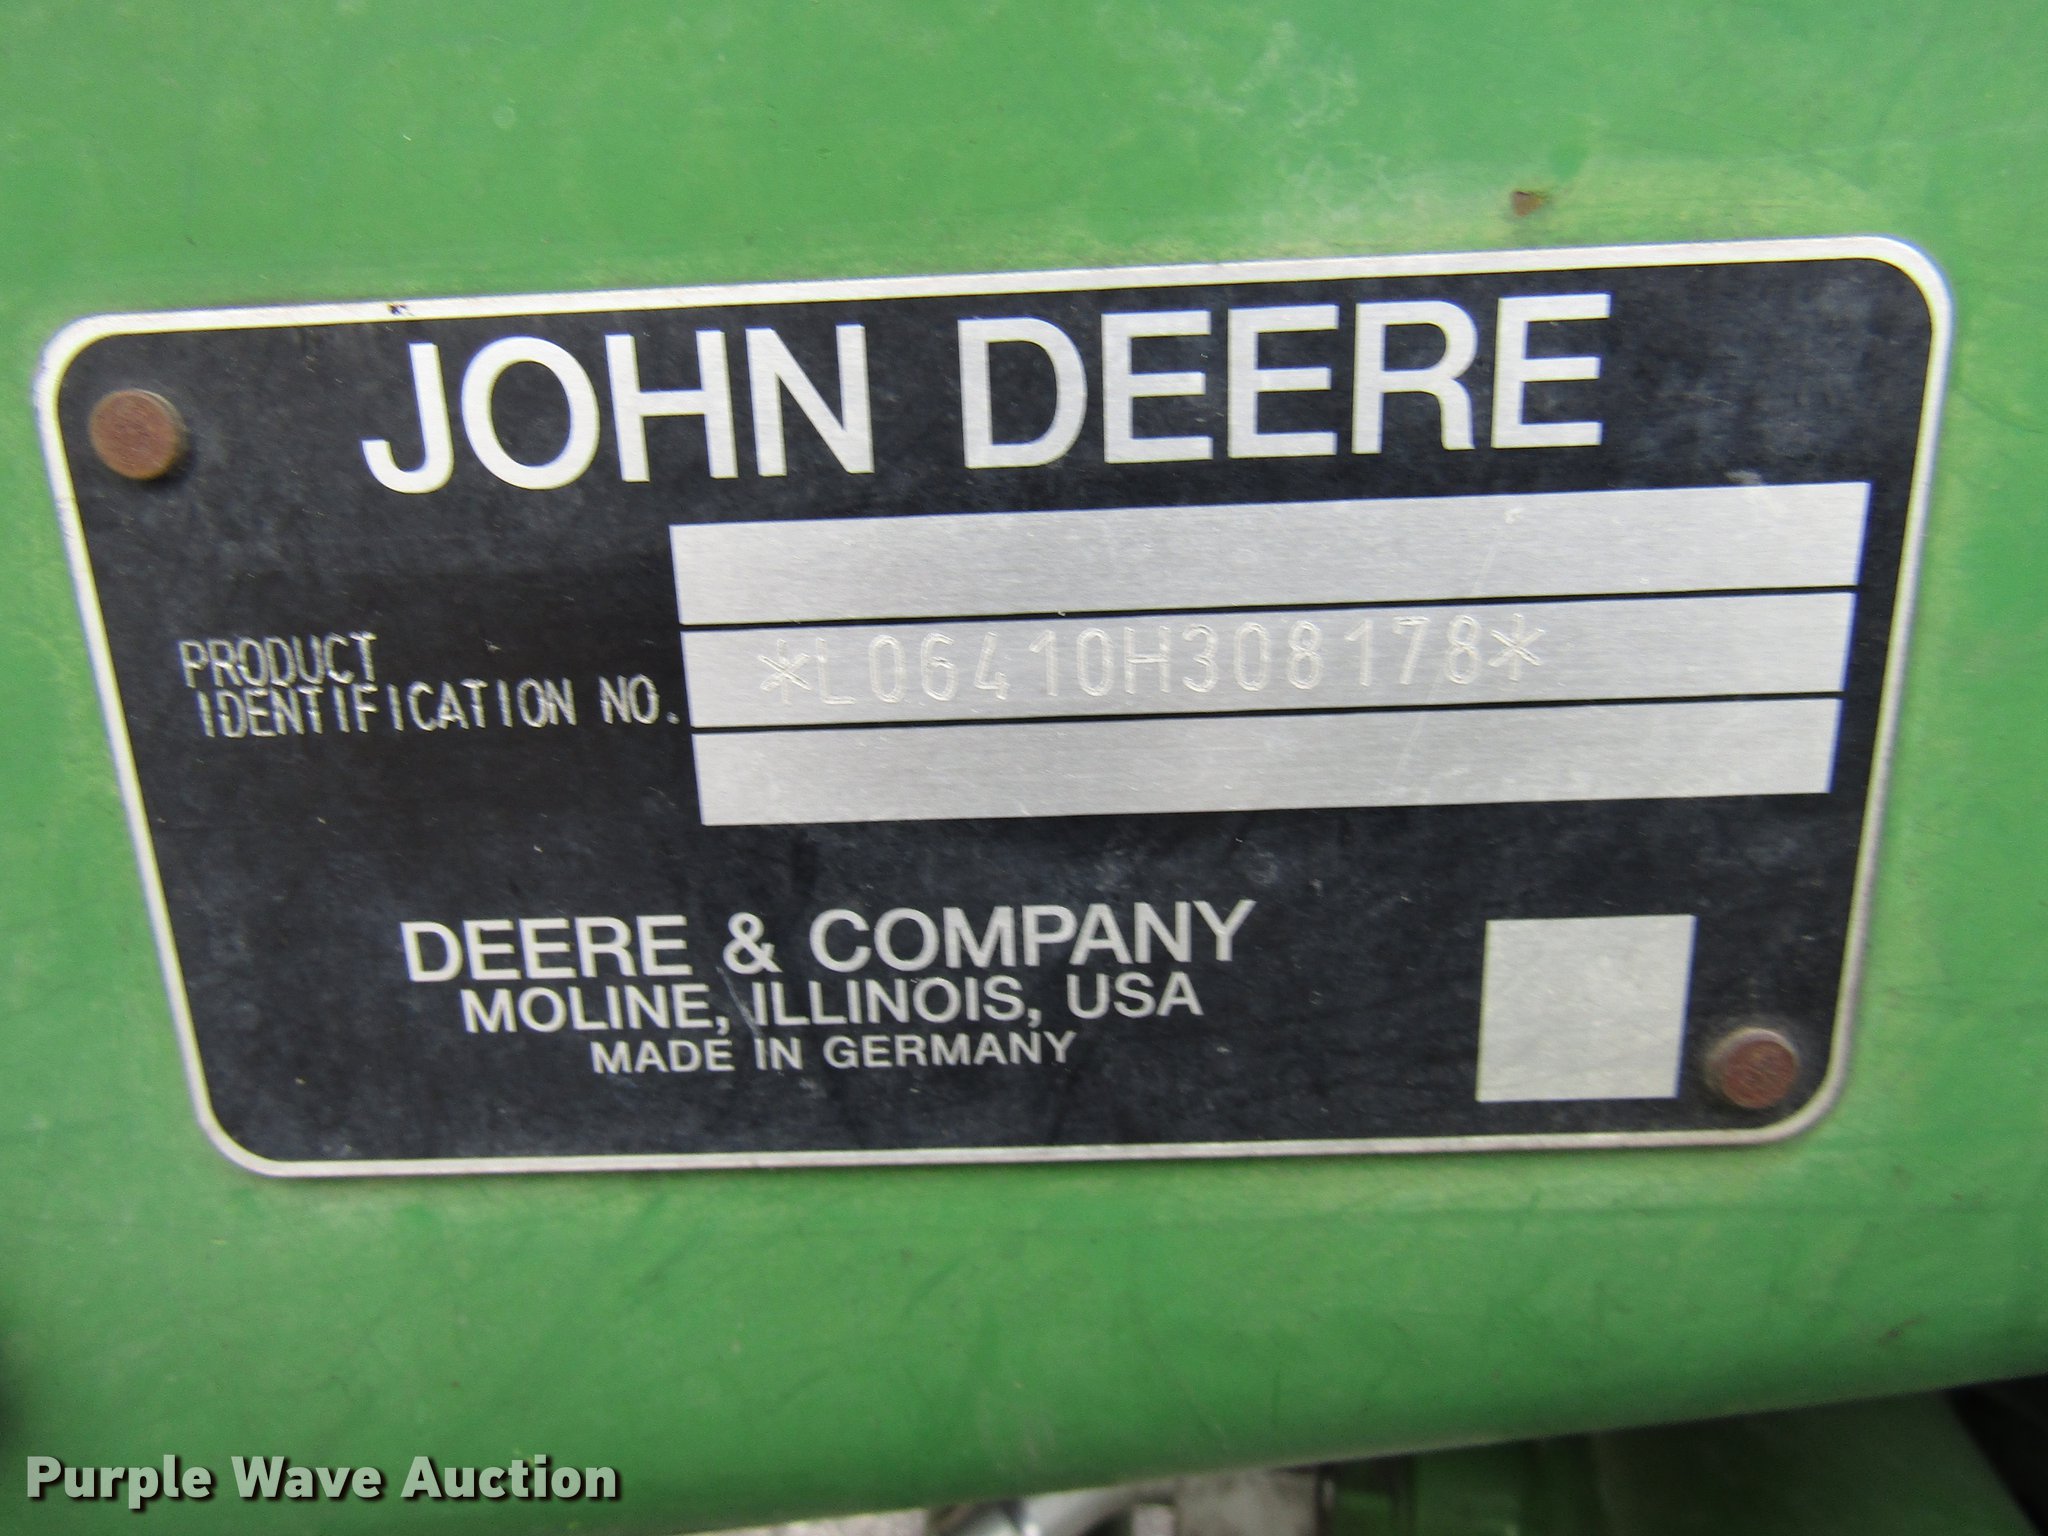 JOHN DEERE
PRODUCT
IDENTIFICATION NO.
*L06410H308178*
DEERE & COMPANY
MOLINE, ILLINOIS, USA
MADE IN GERMANY
Purple Wave Auction